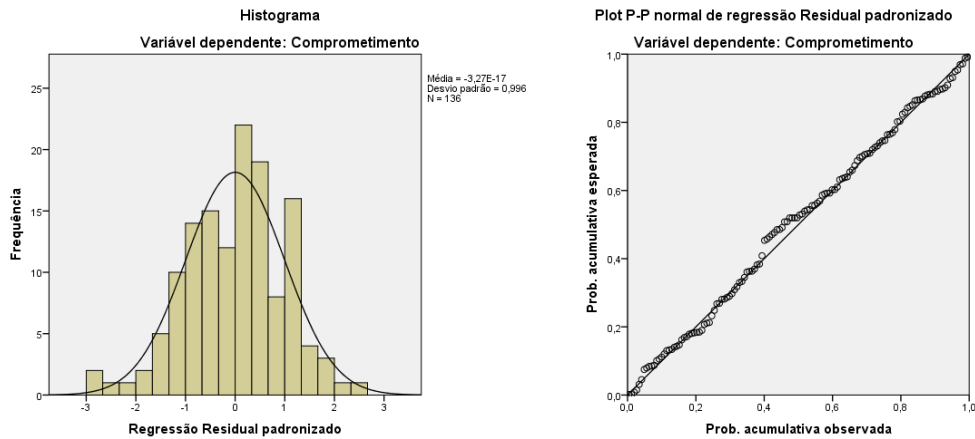 Histograma
Variável dependente: Comprometimento
Média = -3,27E-17
Desvio padrão = 0,996
N = 136
Frequência
25
20
15
10
5
0
-3 -2 -1 0 1 2 3
Regressão Residual padronizado
Plot P-P normal de regressão Residual padronizado
Variável dependente: Comprometimento
Prob. acumulativa esperada
1,0
0,8
0,6
0,4
0,2
0,0
0,0 0,2 0,4 0,6 0,8 1,0
Prob. acumulativa observada